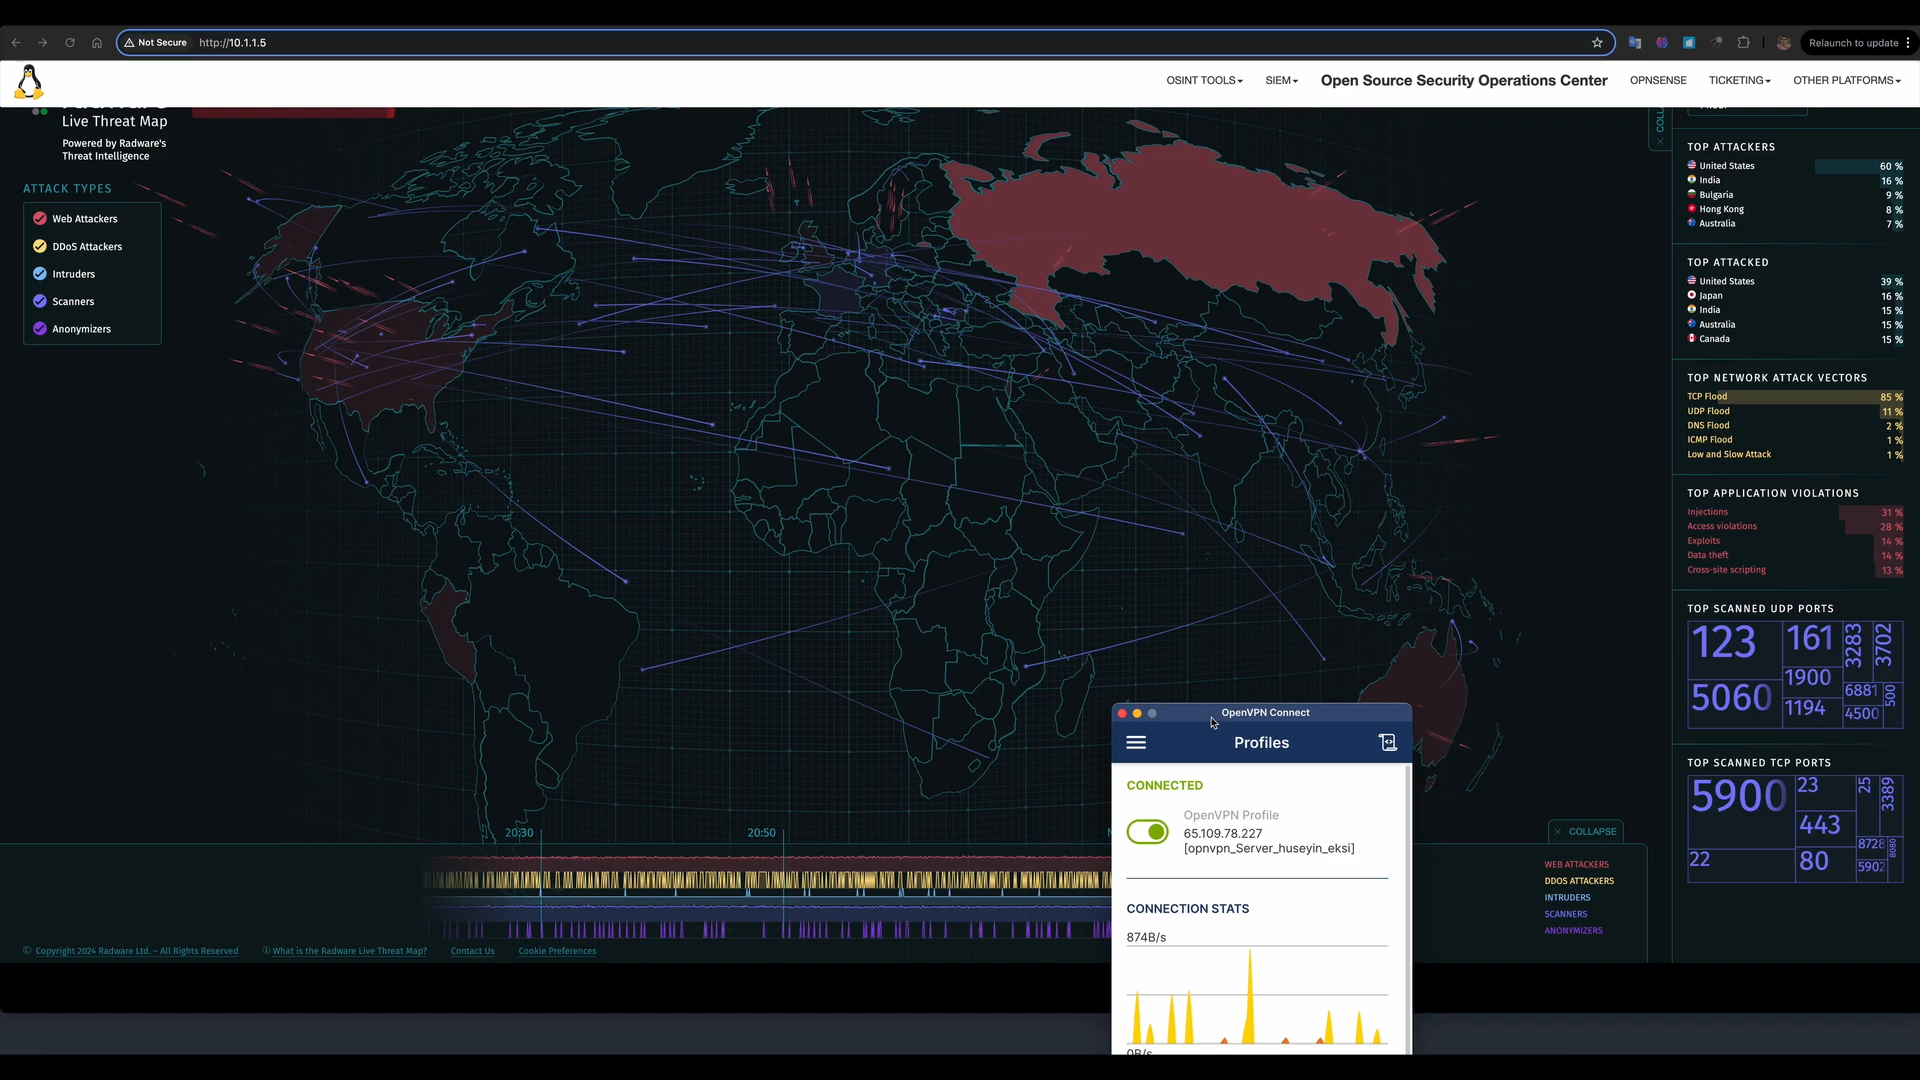 Not Secure
http://10.1.1.5
Relaunch to update
OSINT TOOLS
SIEM
Open Source Security Operations Center
OPNSENSE
TICKETING
OTHER PLATFORMS
Live Threat Map
Powered by Radware's
Threat Intelligence
ATTACK TYPES
Web Attackers
DDoS Attackers
Intruders
Scanners
Anonymizers
TOP ATTACKERS
United States 60 %
India 16 %
Bulgaria 9 %
Hong Kong 8 %
Australia 7 %
TOP ATTACKED
United States 39 %
Japan 16 %
India 15 %
Australia 15 %
Canada 15 %
TOP NETWORK ATTACK VECTORS
TCP Flood 85 %
UDP Flood 11 %
DNS Flood 2 %
ICMP Flood 1 %
Low and Slow Attack 1 %
TOP APPLICATION VIOLATIONS
Injections 31 %
Access violations 28 %
Exploits 14 %
Data theft 14 %
Cross-site scripting 13 %
TOP SCANNED UDP PORTS
123
5060
161
1900
1194
3283
3702
6881
4500
500
TOP SCANNED TCP PORTS
5900
22
23
443
80
25
3389
8728
5902
8080
20:30
20:50
COLLAPSE
WEB ATTACKERS
DDOS ATTACKERS
INTRUDERS
SCANNERS
ANONYMIZERS
© Copyright 2024 Radware Ltd. – All Rights Reserved
What is the Radware Live Threat Map?
Contact Us
Cookie Preferences
OpenVPN Connect
Profiles
CONNECTED
OpenVPN Profile
65.109.78.227
[opnvpn_Server_huseyin_eksi]
CONNECTION STATS
874B/s
0B/s